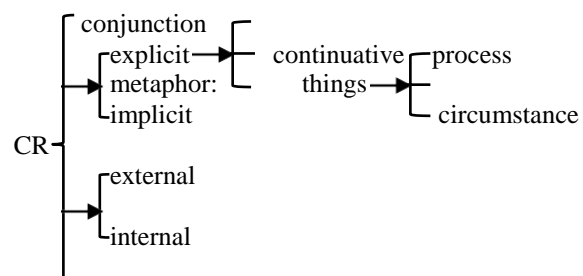 conjunction
explicit continuative process
metaphor: things
implicit circumstance
CR
external
internal